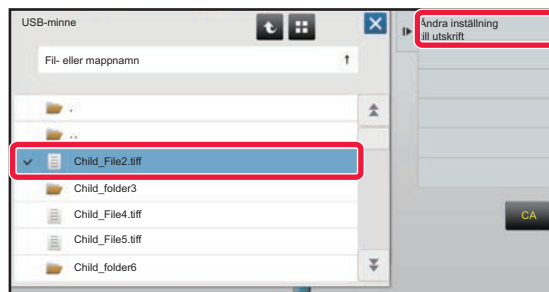 USB-minne
Fil- eller mappnamn
.
..
Child_File2.tiff
Child_folder3
Child_File4.tiff
Child_File5.tiff
Child_folder6
Ändra inställning
till utskrift
CA